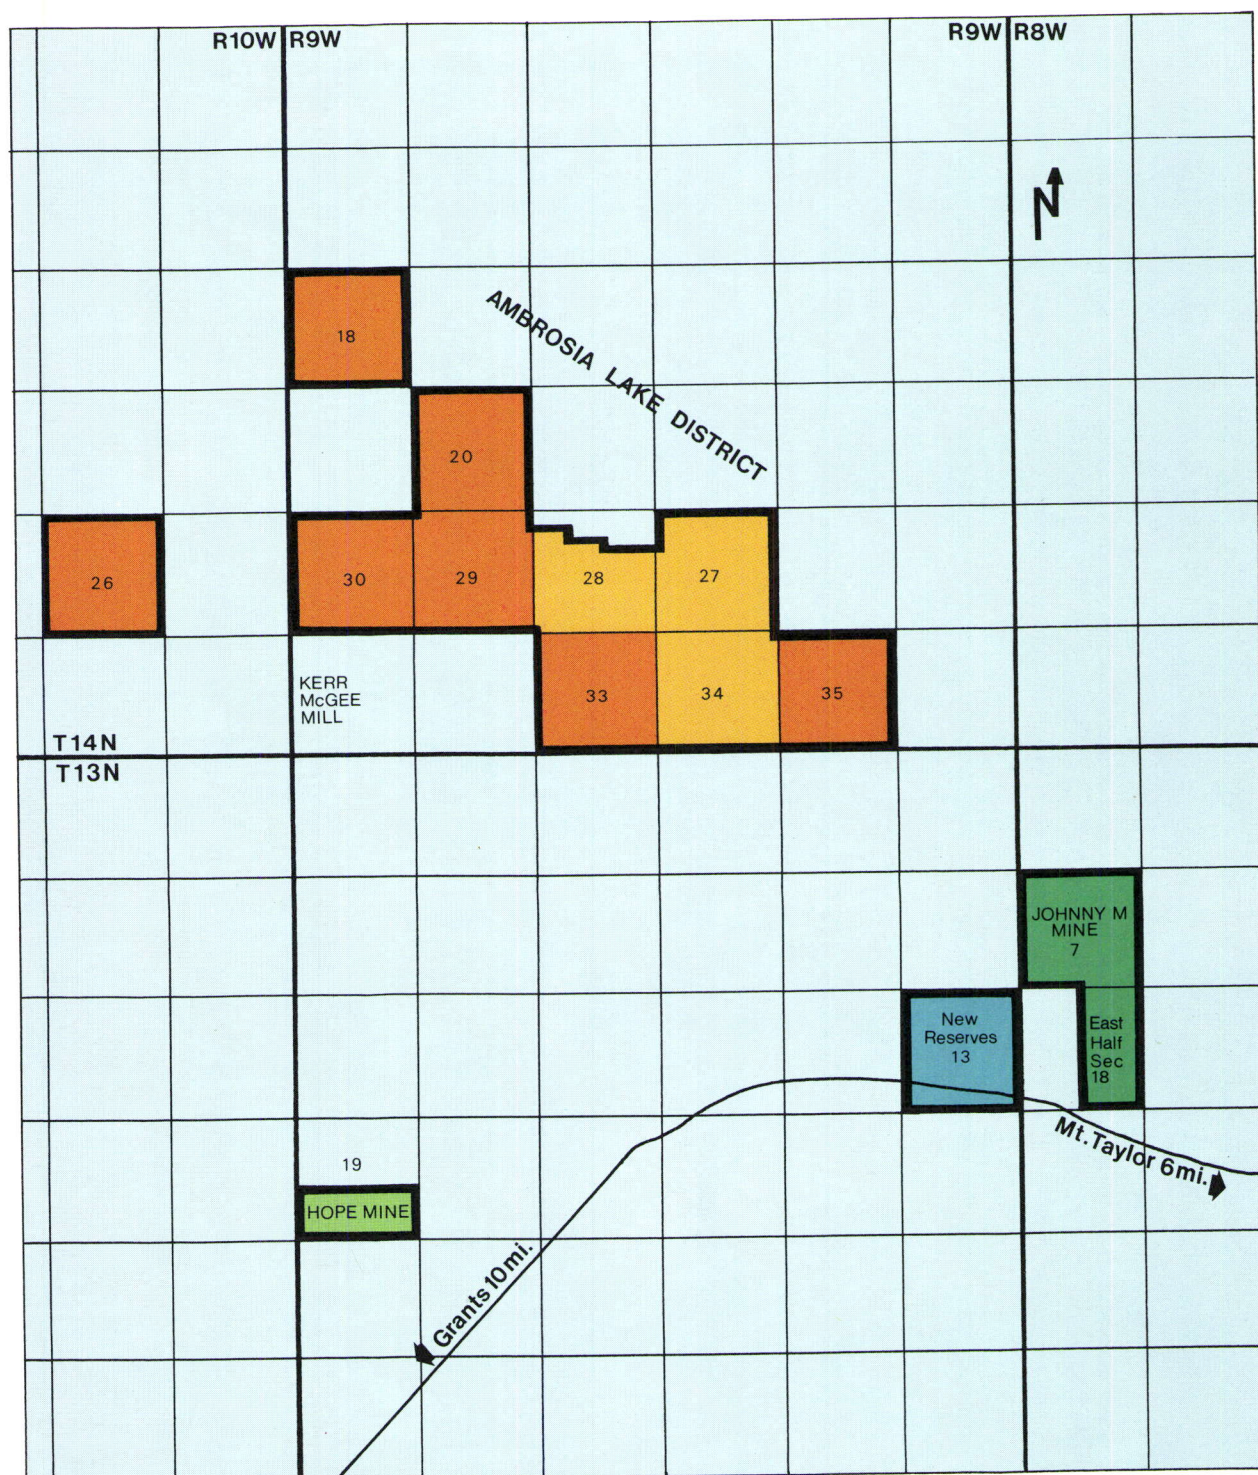 R10W R9W
R9W R8W
N
18
AMBROSIA LAKE DISTRICT
20
26
30
29
28
27
KERR
McGEE
MILL
33
34
35
T14N
T13N
JOHNNY M
MINE
7
New
Reserves
13
East
Half
Sec
18
Mt. Taylor 6mi.
19
HOPE MINE
Grants 10 mi.